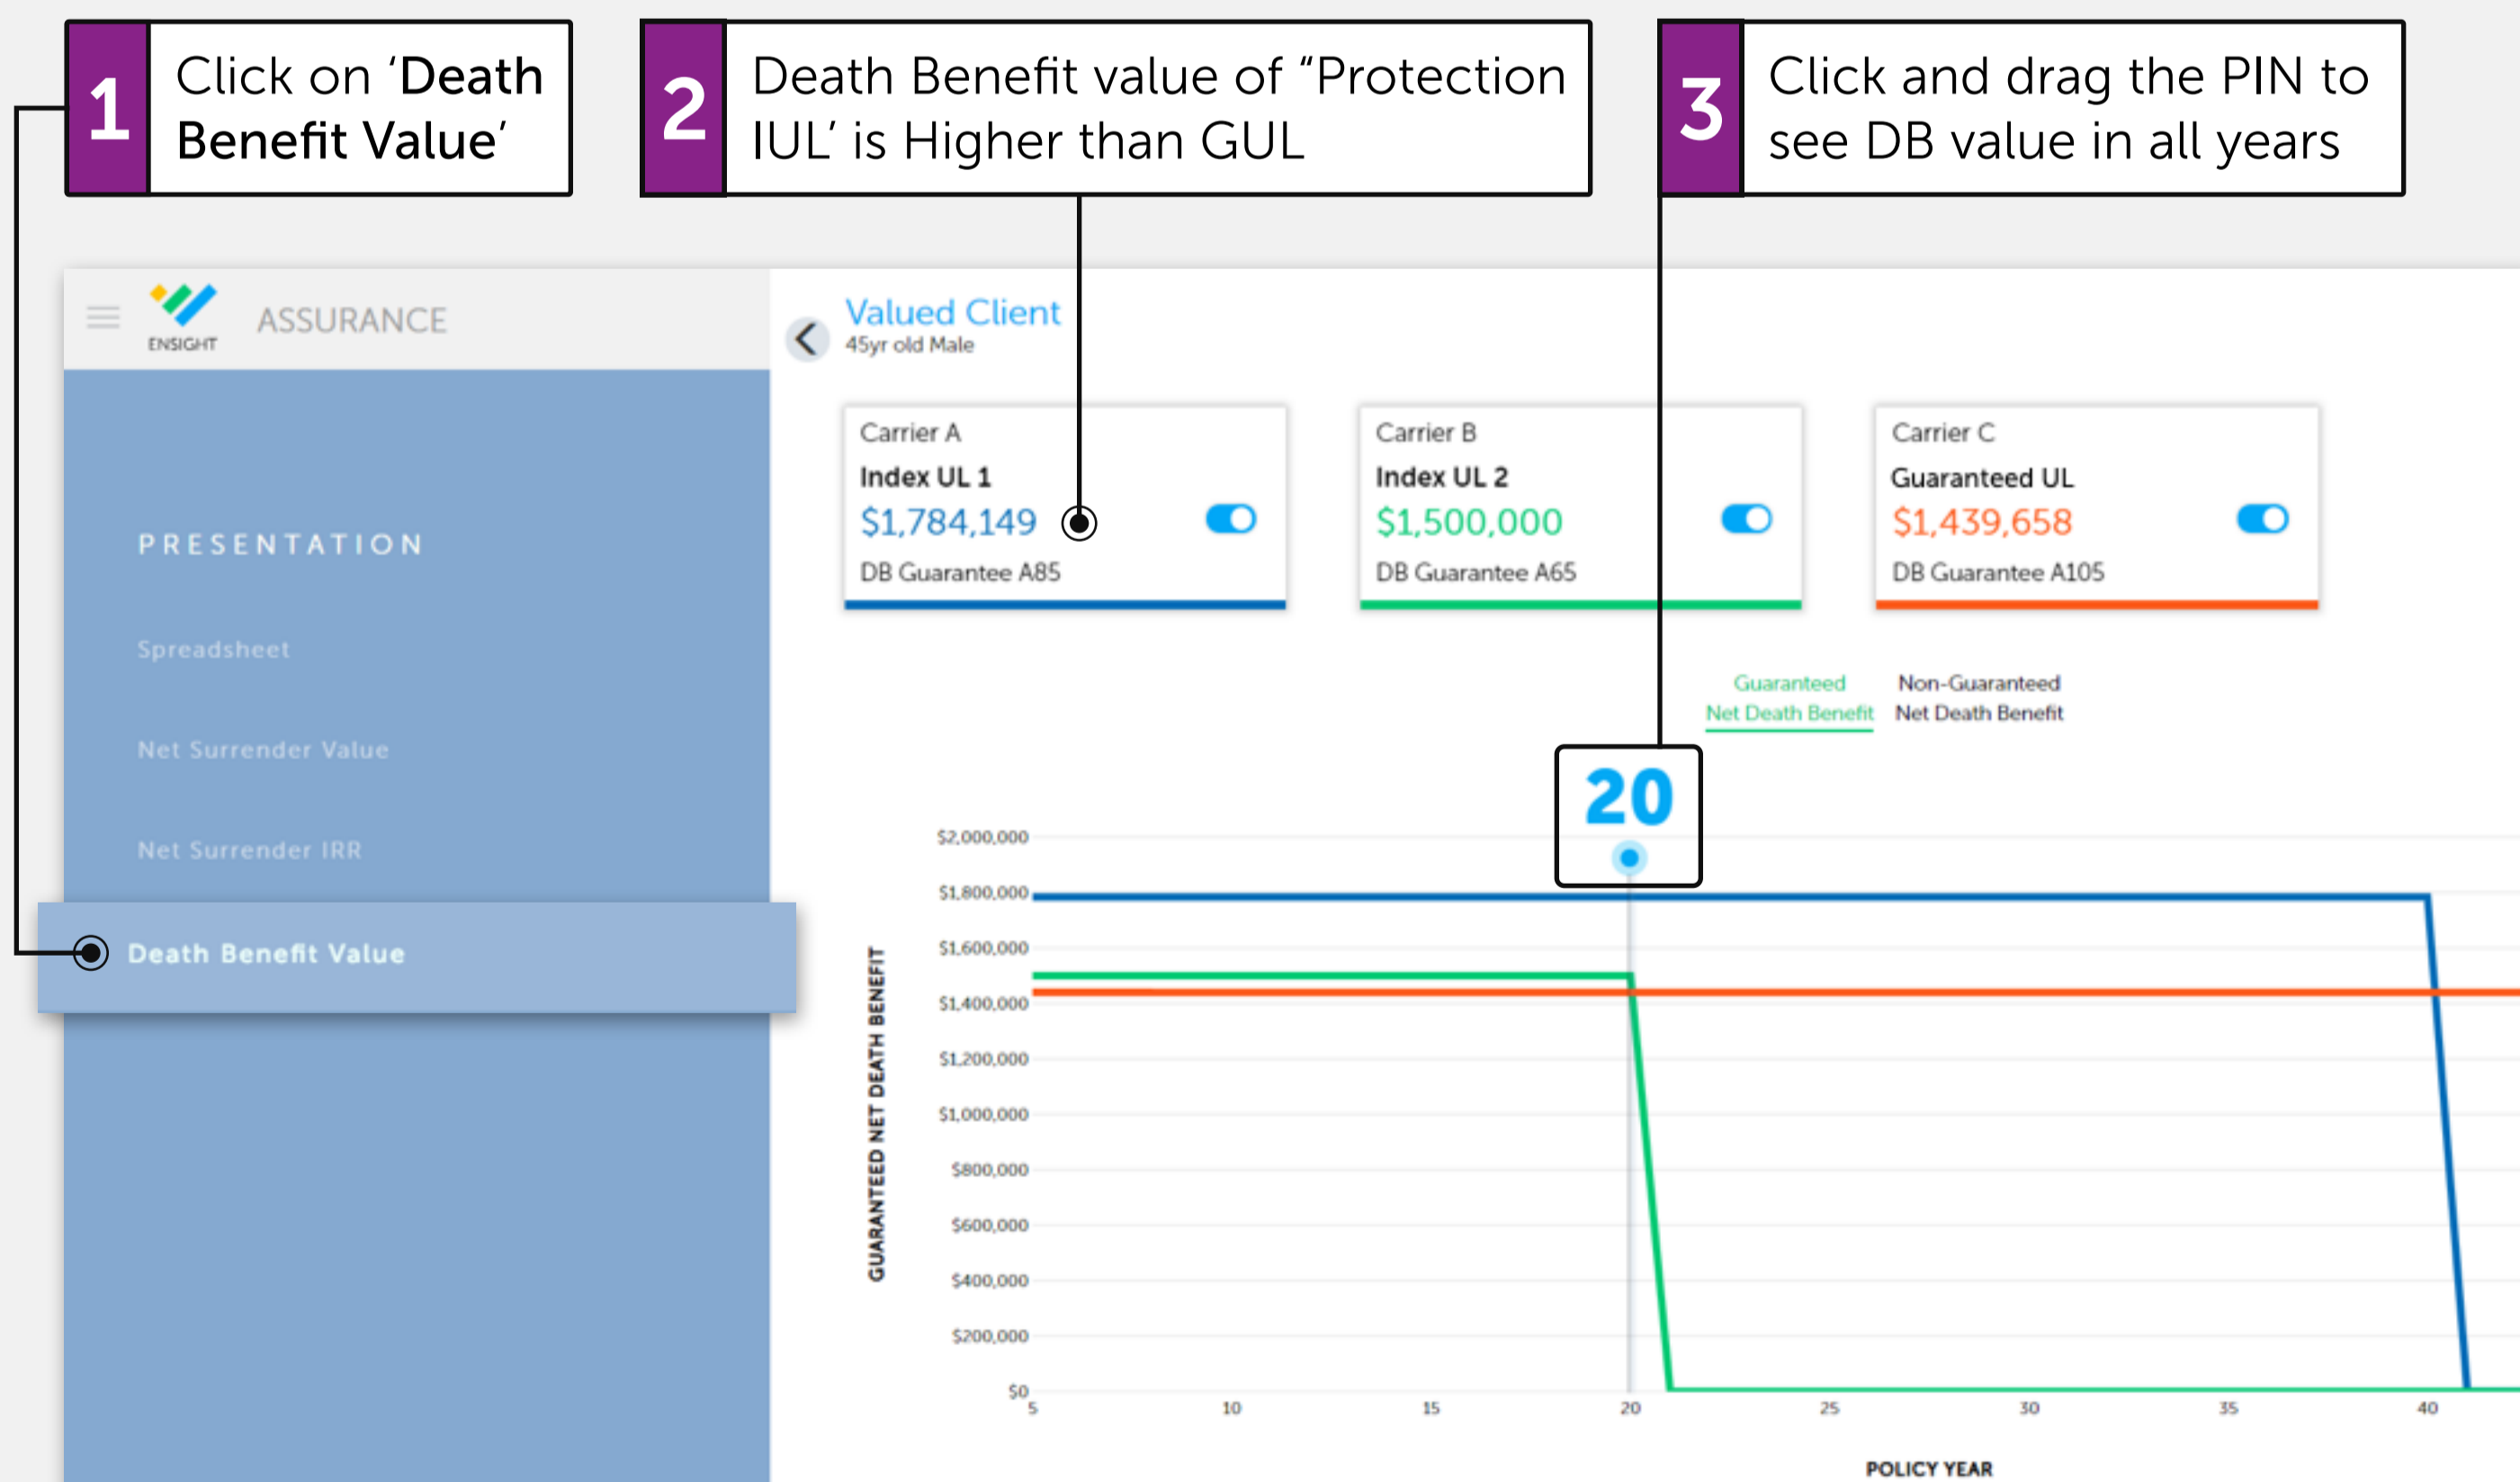 1
Click on ‘Death
Benefit Value’
2
Death Benefit value of “Protection
IUL’ is Higher than GUL
3
Click and drag the PIN to
see DB value in all years
ENSIGHT
ASSURANCE
PRESENTATION
Spreadsheet
Net Surrender Value
Net Surrender IRR
Death Benefit Value
Valued Client
45yr old Male
Carrier A
Index UL 1
$1,784,149
DB Guarantee A85
Carrier B
Index UL 2
$1,500,000
DB Guarantee A65
Carrier C
Guaranteed UL
$1,439,658
DB Guarantee A105
Guaranteed
Net Death Benefit
Non-Guaranteed
Net Death Benefit
20
GUARANTEED NET DEATH BENEFIT
$2,000,000
$1,800,000
$1,600,000
$1,400,000
$1,200,000
$1,000,000
$800,000
$600,000
$400,000
$200,000
$0
5 10 15 20 25 30 35 40
POLICY YEAR